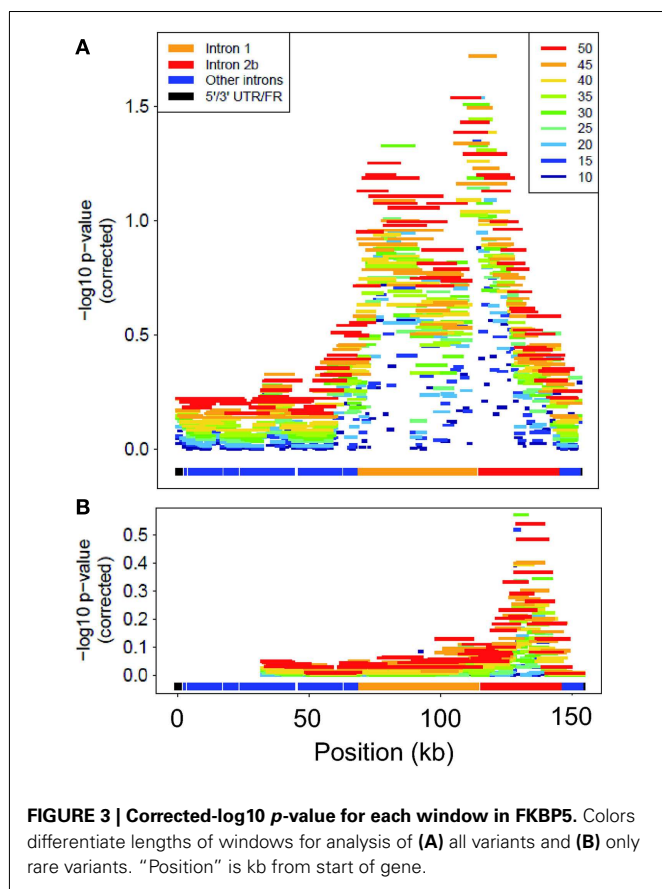 A
Intron 1
Intron 2b
Other introns
5'/3' UTR/FR
50
45
40
35
30
25
20
15
10
1.5
1.0
0.5
0.0
−log10 p-value
(corrected)
B
0.5
0.4
0.3
0.2
0.1
0.0
−log10 p-value
(corrected)
0 50 100 150
Position (kb)
FIGURE 3 | Corrected-log10 p-value for each window in FKBP5. Colors
differentiate lengths of windows for analysis of (A) all variants and (B) only
rare variants. “Position” is kb from start of gene.